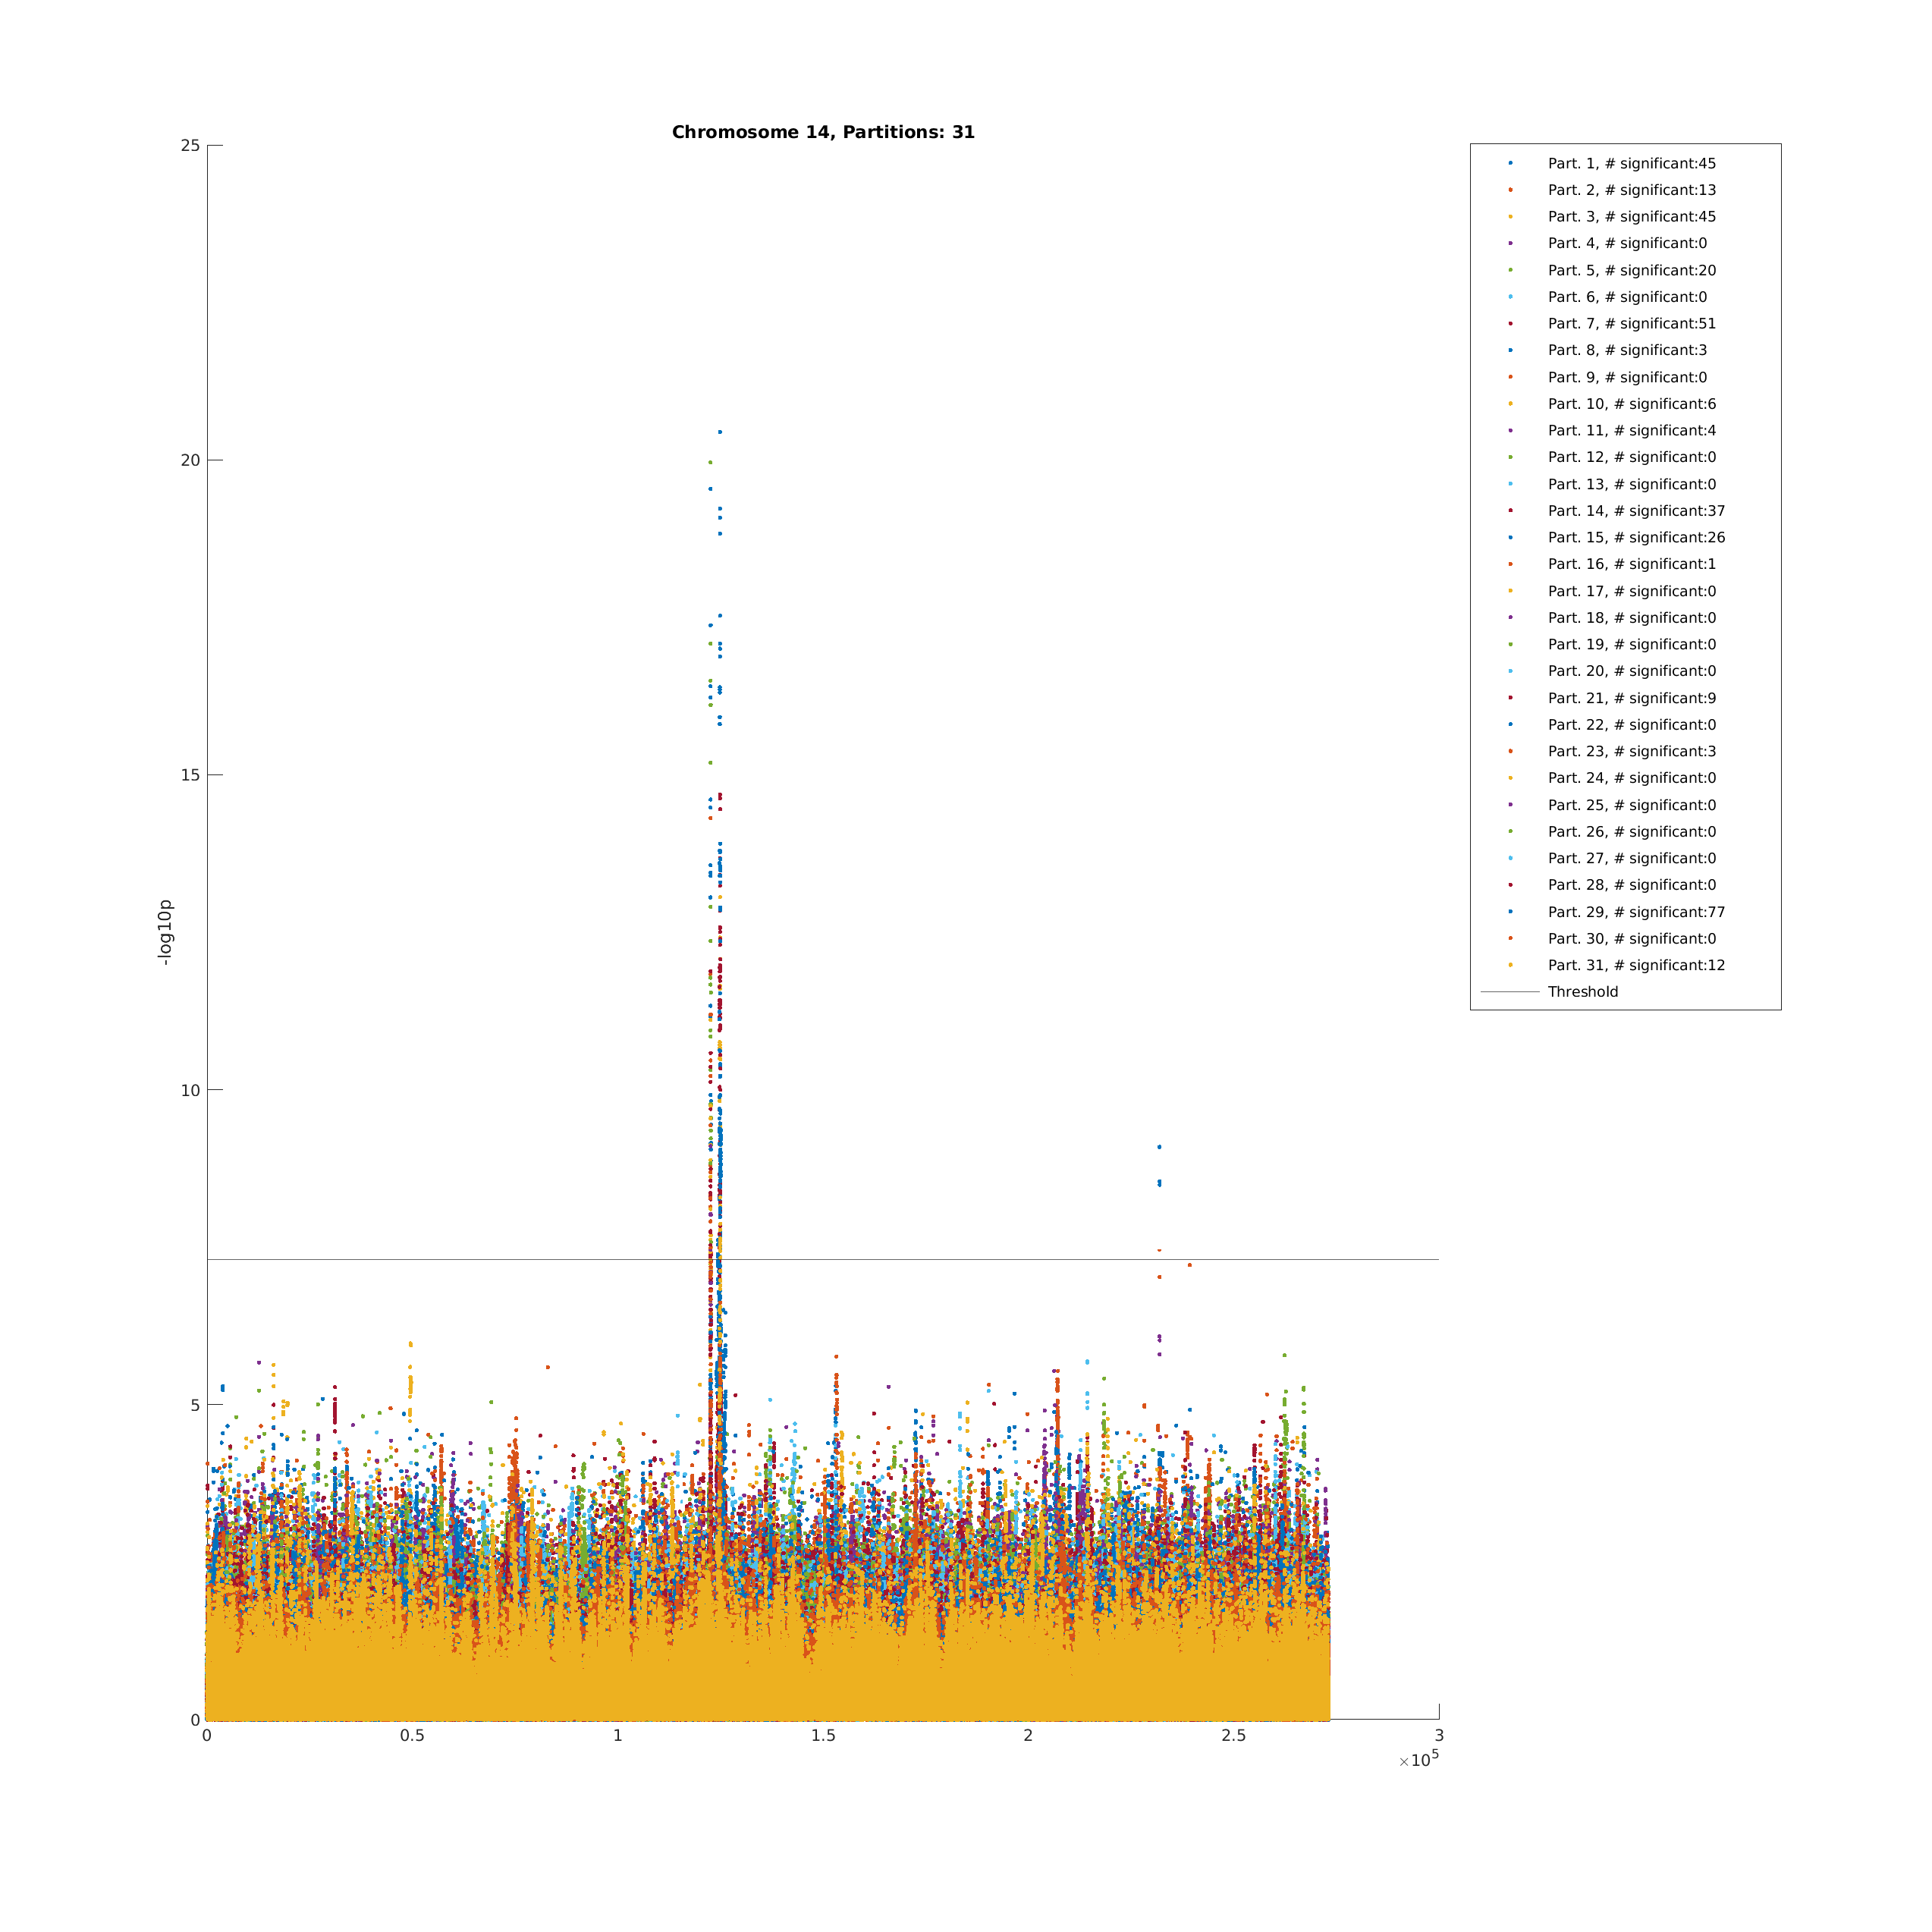 Chromosome 14, Partitions: 31
25
20
15
10
5
0
-log10p
0 0.5 1 1.5 2 2.5 3
×10^5
Part. 1, # significant:45
Part. 2, # significant:13
Part. 3, # significant:45
Part. 4, # significant:0
Part. 5, # significant:20
Part. 6, # significant:0
Part. 7, # significant:51
Part. 8, # significant:3
Part. 9, # significant:0
Part. 10, # significant:6
Part. 11, # significant:4
Part. 12, # significant:0
Part. 13, # significant:0
Part. 14, # significant:37
Part. 15, # significant:26
Part. 16, # significant:1
Part. 17, # significant:0
Part. 18, # significant:0
Part. 19, # significant:0
Part. 20, # significant:0
Part. 21, # significant:9
Part. 22, # significant:0
Part. 23, # significant:3
Part. 24, # significant:0
Part. 25, # significant:0
Part. 26, # significant:0
Part. 27, # significant:0
Part. 28, # significant:0
Part. 29, # significant:77
Part. 30, # significant:0
Part. 31, # significant:12
Threshold